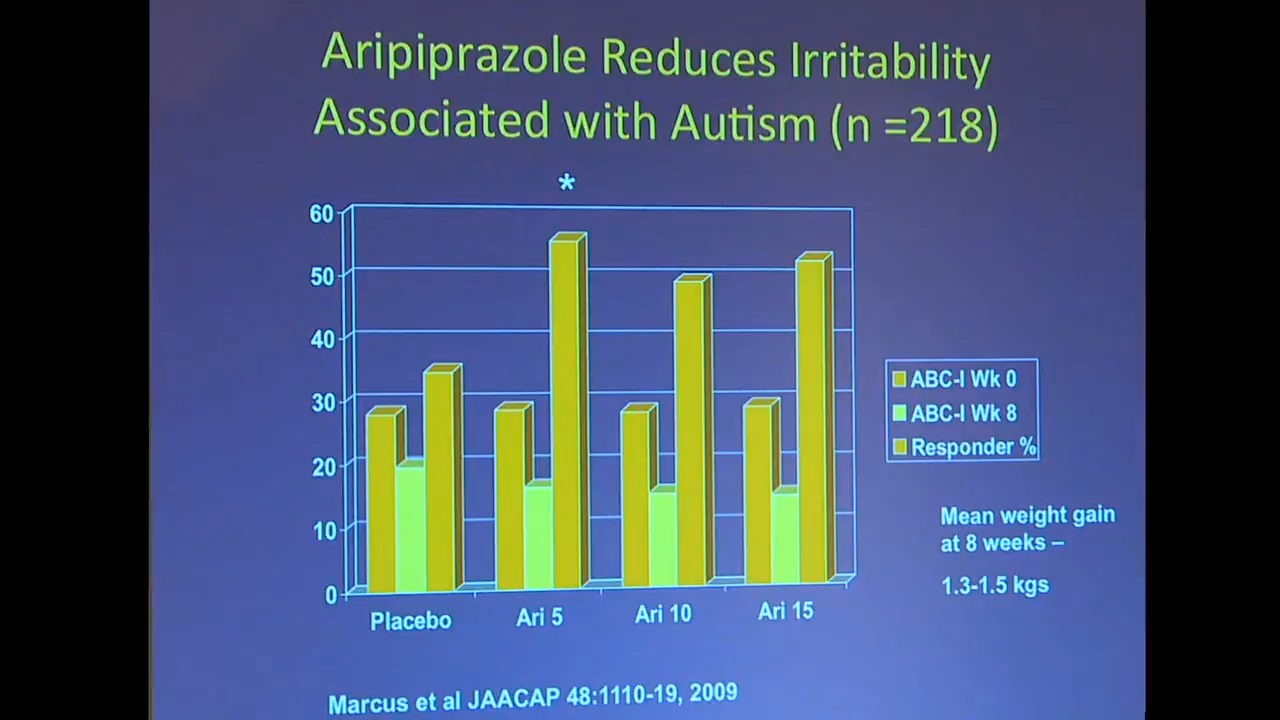 Aripiprazole Reduces Irritability
Associated with Autism (n =218)
*
60
50
40
30
20
10
0
Placebo
Ari 5
Ari 10
Ari 15
ABC-I Wk 0
ABC-I Wk 8
Responder %
Mean weight gain
at 8 weeks –
1.3-1.5 kgs
Marcus et al JAACAP 48:1110-19, 2009